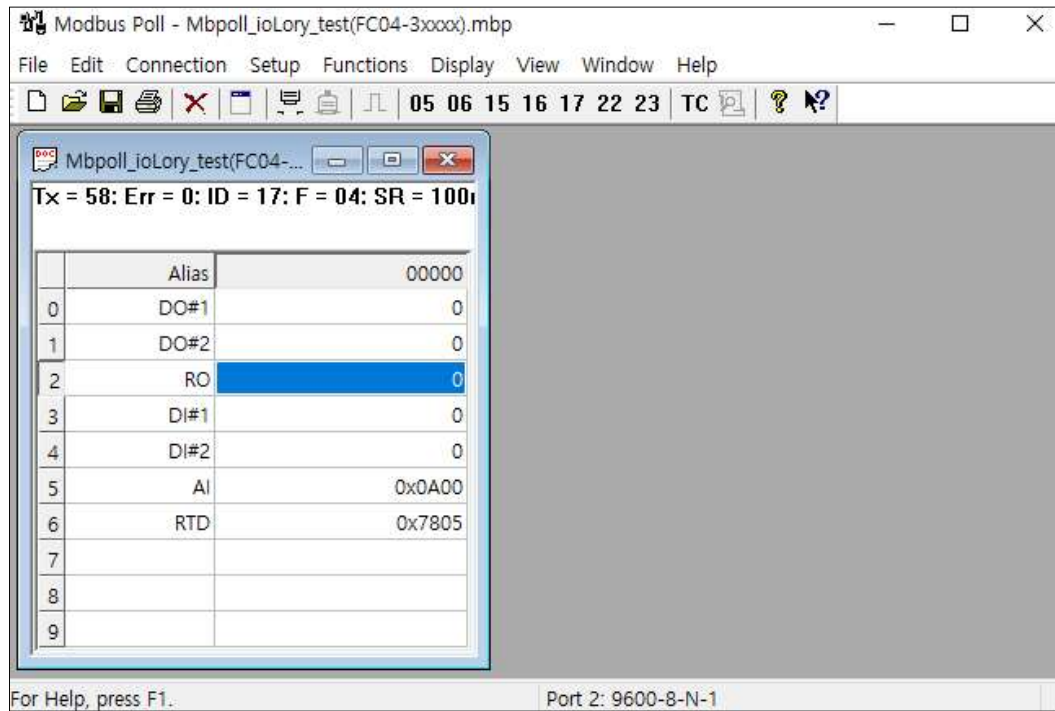 Modbus Poll - Mbpoll_ioLory_test(FC04-3xxxx).mbp
File Edit Connection Setup Functions Display View Window Help
05 06 15 16 17 22 23 TC
Mbpoll_ioLory_test(FC04-...
Tx = 58: Err = 0: ID = 17: F = 04: SR = 100
Alias 00000
0 DO#1 0
1 DO#2 0
2 RO 0
3 DI#1 0
4 DI#2 0
5 AI 0x0A00
6 RTD 0x7805
7
8
9
For Help, press F1. Port 2: 9600-8-N-1